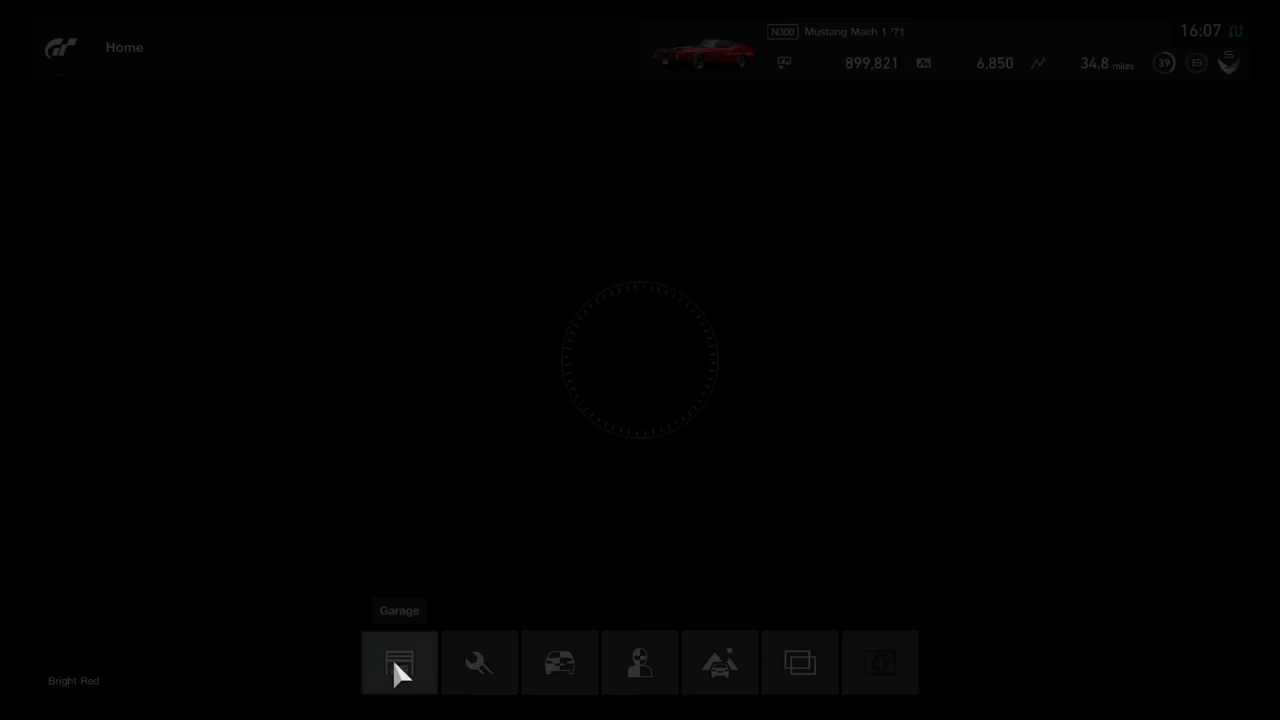 Home
N300 Mustang Mach 1 '71
16:07
899,821
6,850
34.8 miles
39
B
S
Garage
Bright Red